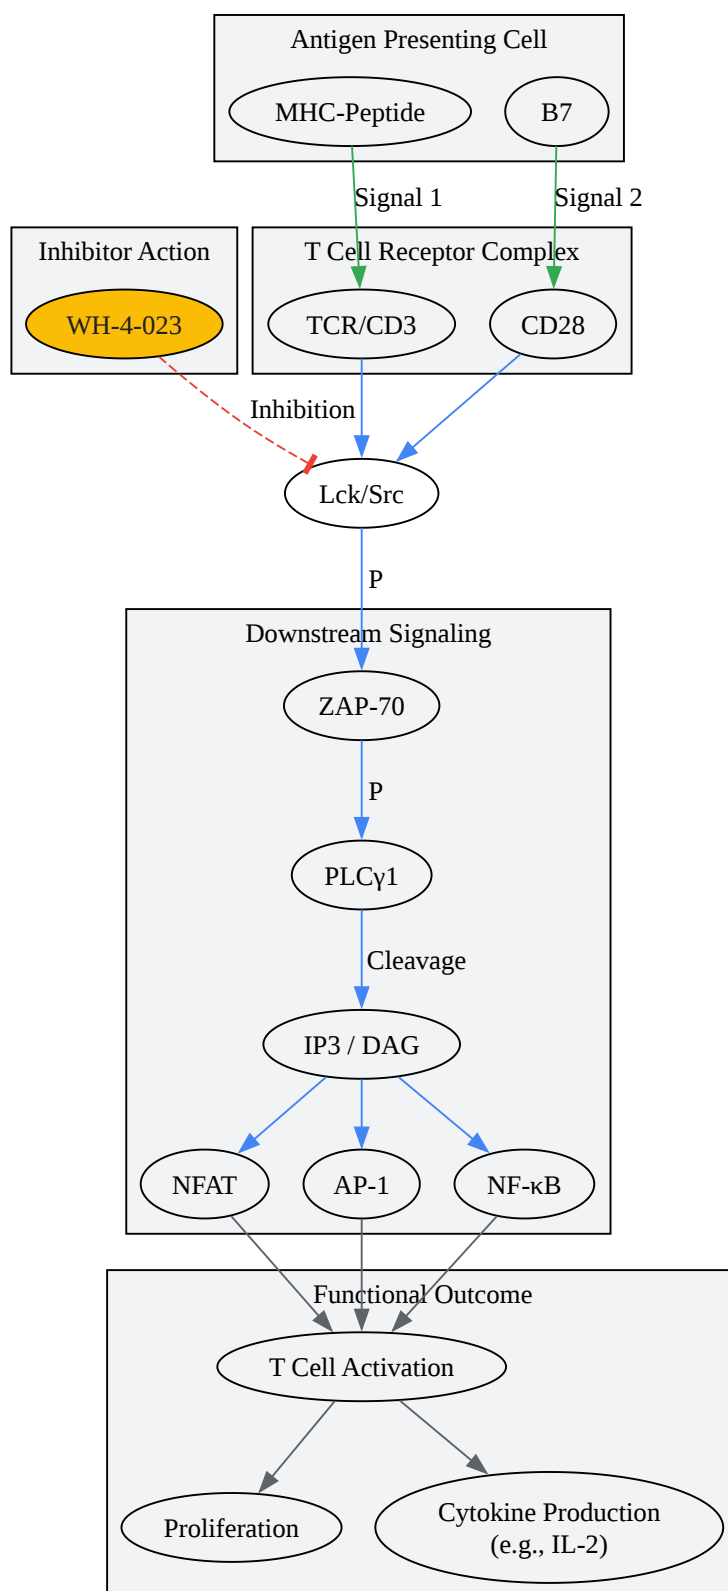 Antigen Presenting Cell
MHC-Peptide
B7
Signal 1
Signal 2
Inhibitor Action
T Cell Receptor Complex
WH-4-023
TCR/CD3
CD28
Inhibition
Lck/Src
P
Downstream Signaling
ZAP-70
P
PLCγ1
Cleavage
IP3 / DAG
NFAT
AP-1
NF-κB
Functional Outcome
T Cell Activation
Proliferation
Cytokine Production
(e.g., IL-2)